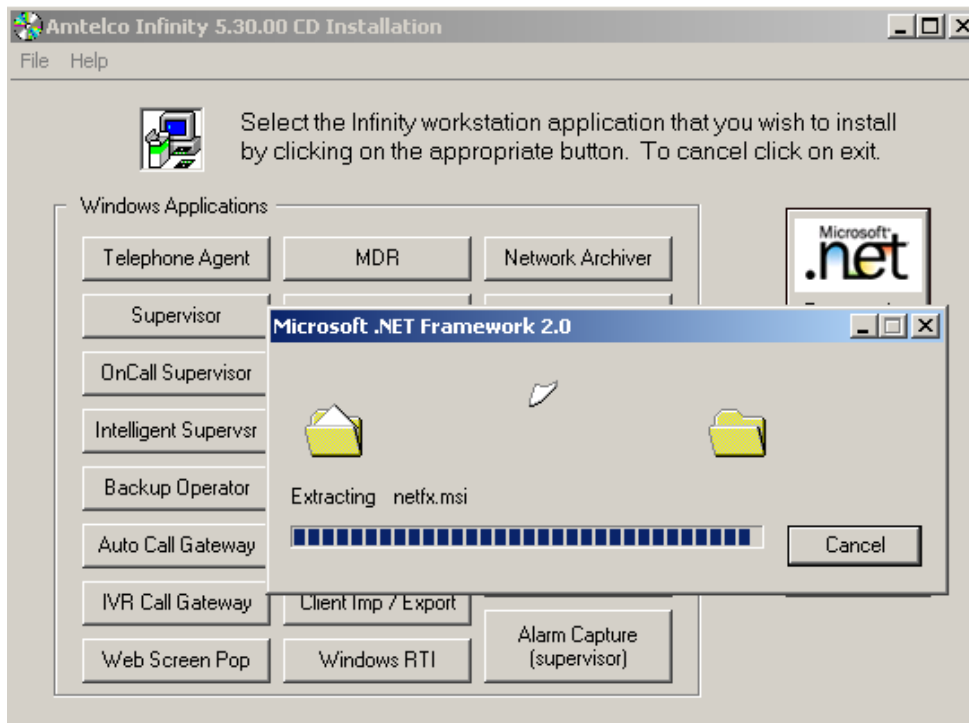 Amtelco Infinity 5.30.00 CD Installation
File Help
Select the Infinity workstation application that you wish to install
by clicking on the appropriate button. To cancel click on exit.
Windows Applications
Telephone Agent
MDR
Network Archiver
Microsoft
.net
Supervisor
Microsoft .NET Framework 2.0
OnCall Supervisor
Intelligent Supervsr
Backup Operator
Extracting netfx.msi
Auto Call Gateway
Cancel
IVR Call Gateway
Client Imp / Export
Alarm Capture
(supervisor)
Web Screen Pop
Windows RTI